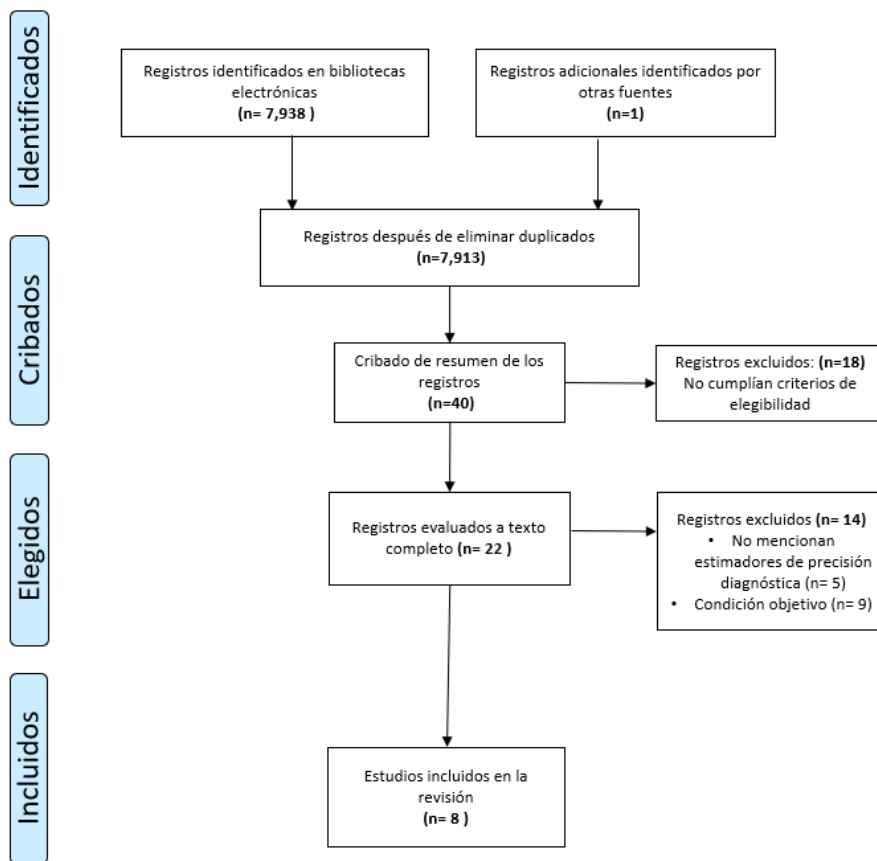 Identificados
Registros identificados en bibliotecas
electrónicas
(n= 7,938 )
Registros adicionales identificados por
otras fuentes
(n=1)
Registros después de eliminar duplicados
(n=7,913)
Cribados
Cribado de resumen de los
registros
(n=40)
Registros excluidos: (n=18)
No cumplían criterios de
elegibilidad
Elegidos
Registros evaluados a texto
completo (n= 22 )
Registros excluidos (n= 14)
• No mencionan
estimadores de precisión
diagnóstica (n= 5)
• Condición objetivo (n= 9)
Incluidos
Estudios incluidos en la
revisión
(n= 8 )